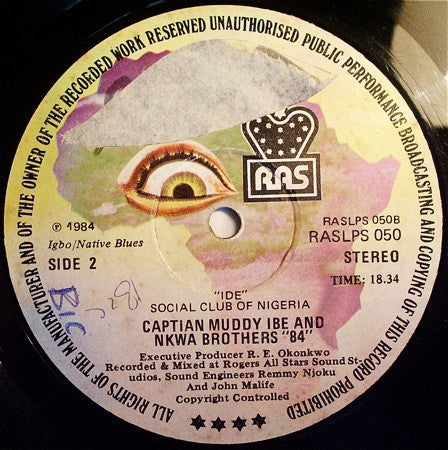 ALL RIGHTS OF THE MANUFACTURER AND OF THE OWNER OF THE RECORDED WORK RESERVED UNAUTHORISED PUBLIC PERFORMANCE BROADCASTING AND COPYING OF THIS RECORD PROHIBITED
RAS
℗ 1984
Igbo/Native Blues
SIDE 2
RASLPS 050B
RASLPS 050
STEREO
TIME: 18.34
BIC
"IDE"
SOCIAL CLUB OF NIGERIA
CAPTIAN MUDDY IBE AND
NKWA BROTHERS "84"
Executive Producer R. E. Okonkwo
Recorded & Mixed at Rogers All Stars Sound St-
udios, Sound Engineers Remmy Njoku
And John Malife
Copyright Controlled